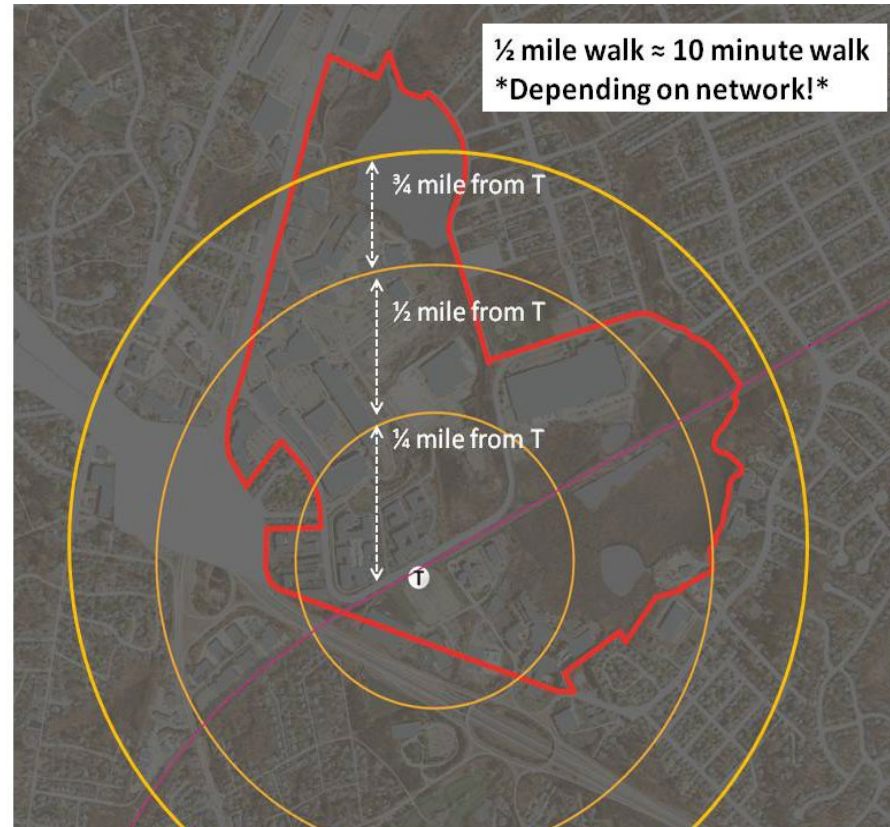 ½ mile walk ≈ 10 minute walk
*Depending on network!*
¾ mile from T
½ mile from T
¼ mile from T
T